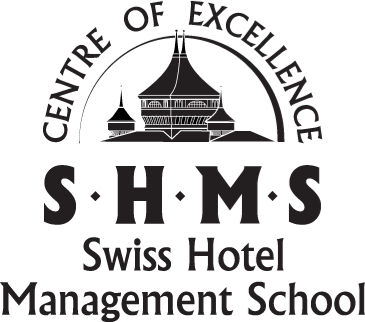 CENTRE OF EXCELLENCE
S·H·M·S
Swiss Hotel
Management School